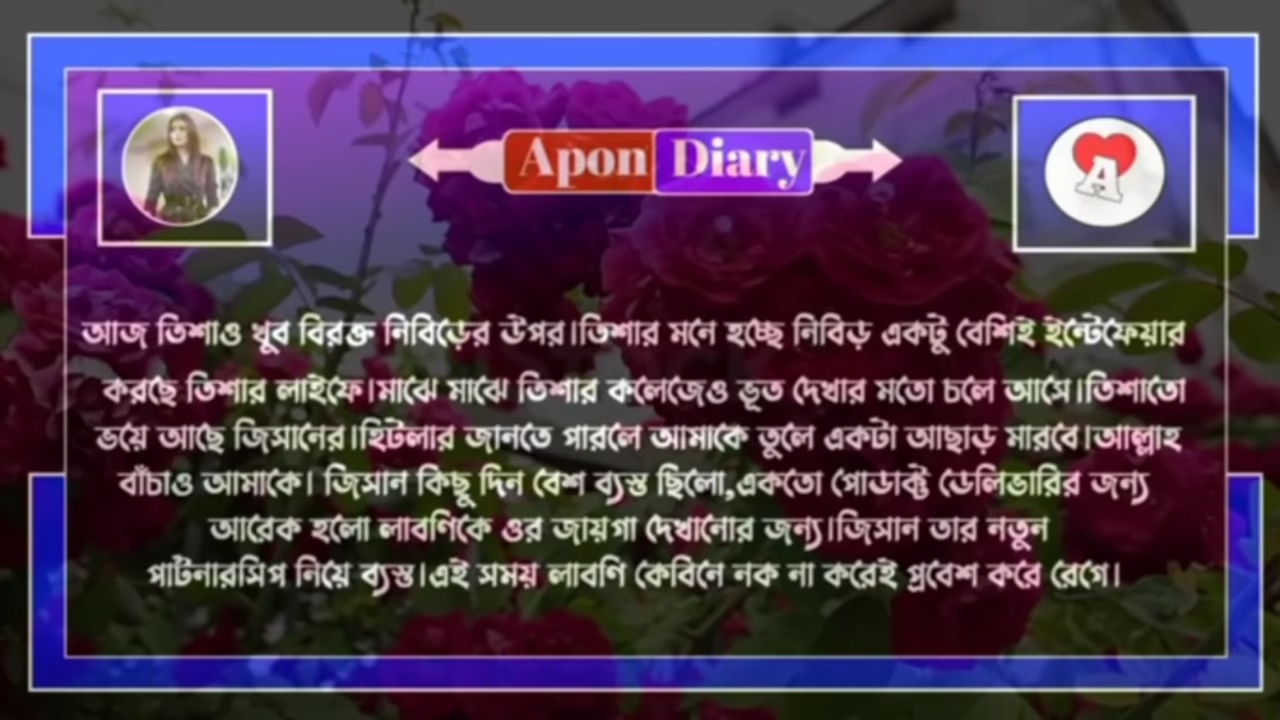 Apon Diary
A
আজ তিশাও খুব বিরক্ত নিবিড়ের উপর।তিশার মনে হচ্ছে নিবিড় একটু বেশিই ইন্টেফেয়ার
করছে তিশার লাইফে।মাঝে মাঝে তিশার কলেজেও ভূত দেখার মতো চলে আসে।তিশাতো
ভয়ে আছে জিসানের।হিটলার জানতে পারলে আমাকে তুলে একটা আছাড় মারবে।আল্লাহ
বাঁচাও আমাকে। জিসান কিছু দিন বেশ ব্যস্ত ছিলো,একতো পোডাক্ট ডেলিভারির জন্য
আরেক হলো লাবণিকে ওর জায়গা দেখানোর জন্য।জিসান তার নতুন
পার্টনারসিপ নিয়ে ব্যস্ত।এই সময় লাবণি কেবিনে নক না করেই প্রবেশ করে রেগে।